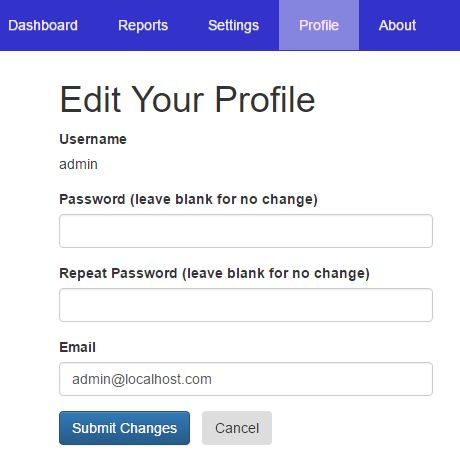 Dashboard Reports Settings Profile About
Edit Your Profile
Username
admin
Password (leave blank for no change)
Repeat Password (leave blank for no change)
Email
admin@localhost.com
Submit Changes Cancel